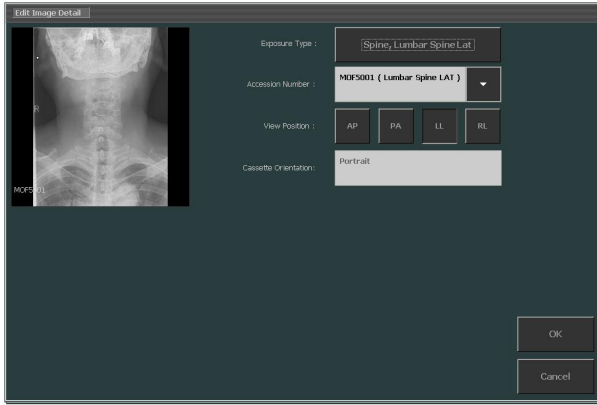 Edit Image Detail
Exposure Type :
Spine, Lumbar Spine Lat
Accession Number :
MOF5001 ( Lumbar Spine LAT )
R
View Position :
AP
PA
LL
RL
Cassette Orientation:
Portrait
MOF5001
OK
Cancel